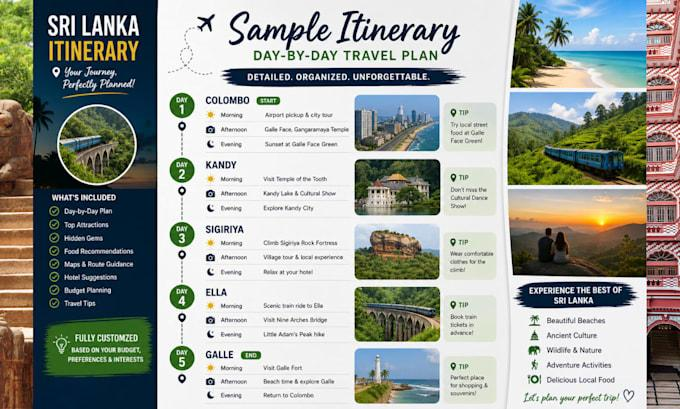 SRI LANKA
ITINERARY
Your Journey,
Perfectly Planned!
WHAT'S INCLUDED
Day-by-Day Plan
Top Attractions
Hidden Gems
Food Recommendations
Maps & Route Guidance
Hotel Suggestions
Budget Planning
Travel Tips
FULLY CUSTOMIZED
BASED ON YOUR BUDGET,
PREFERENCES & INTERESTS
Sample Itinerary
DAY-BY-DAY TRAVEL PLAN
DETAILED. ORGANIZED. UNFORGETTABLE.
DAY
1
COLOMBO START
Morning Airport pickup & city tour
Afternoon Galle Face, Gangaramaya Temple
Evening Sunset at Galle Face Green
TIP
Try local street
food at Galle
Face Green!
DAY
2
KANDY
Morning Visit Temple of the Tooth
Afternoon Kandy Lake & Cultural Show
Evening Explore Kandy City
TIP
Don't miss the
Cultural Dance
Show!
DAY
3
SIGIRIYA
Morning Climb Sigiriya Rock Fortress
Afternoon Village tour & local experience
Evening Relax at your hotel
TIP
Wear comfortable
clothes for the
climb!
DAY
4
ELLA
Morning Scenic train ride to Ella
Afternoon Visit Nine Arches Bridge
Evening Little Adam's Peak hike
TIP
Book train
tickets in
advance!
DAY
5
GALLE END
Morning Visit Galle Fort
Afternoon Beach time & explore Galle
Evening Return to Colombo
TIP
Perfect place
for shopping &
souvenirs!
EXPERIENCE THE BEST OF
SRI LANKA
Beautiful Beaches
Ancient Culture
Wildlife & Nature
Adventure Activities
Delicious Local Food
Let's plan your perfect trip!